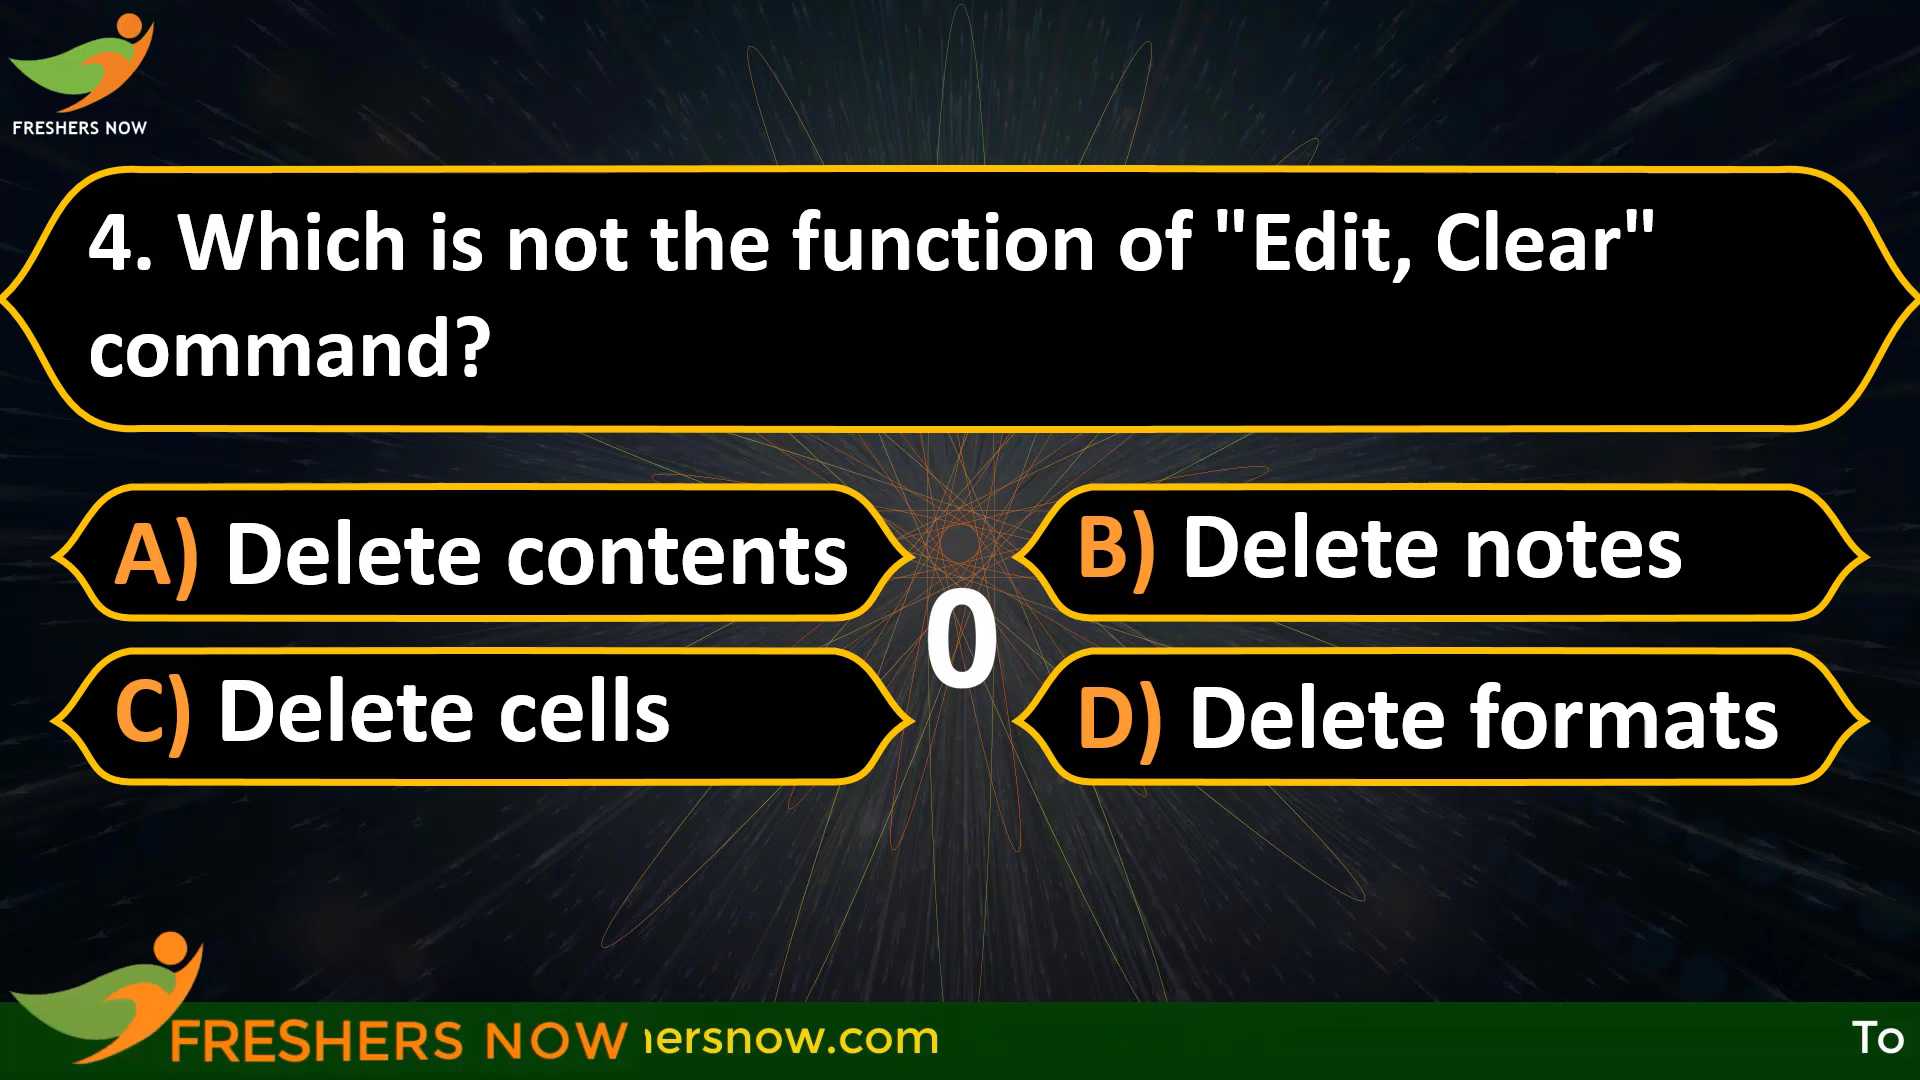 FRESHERS NOW
4. Which is not the function of "Edit, Clear"
command?
A) Delete contents
B) Delete notes
0
C) Delete cells
D) Delete formats
FRESHERS NOW
hersnow.com
To